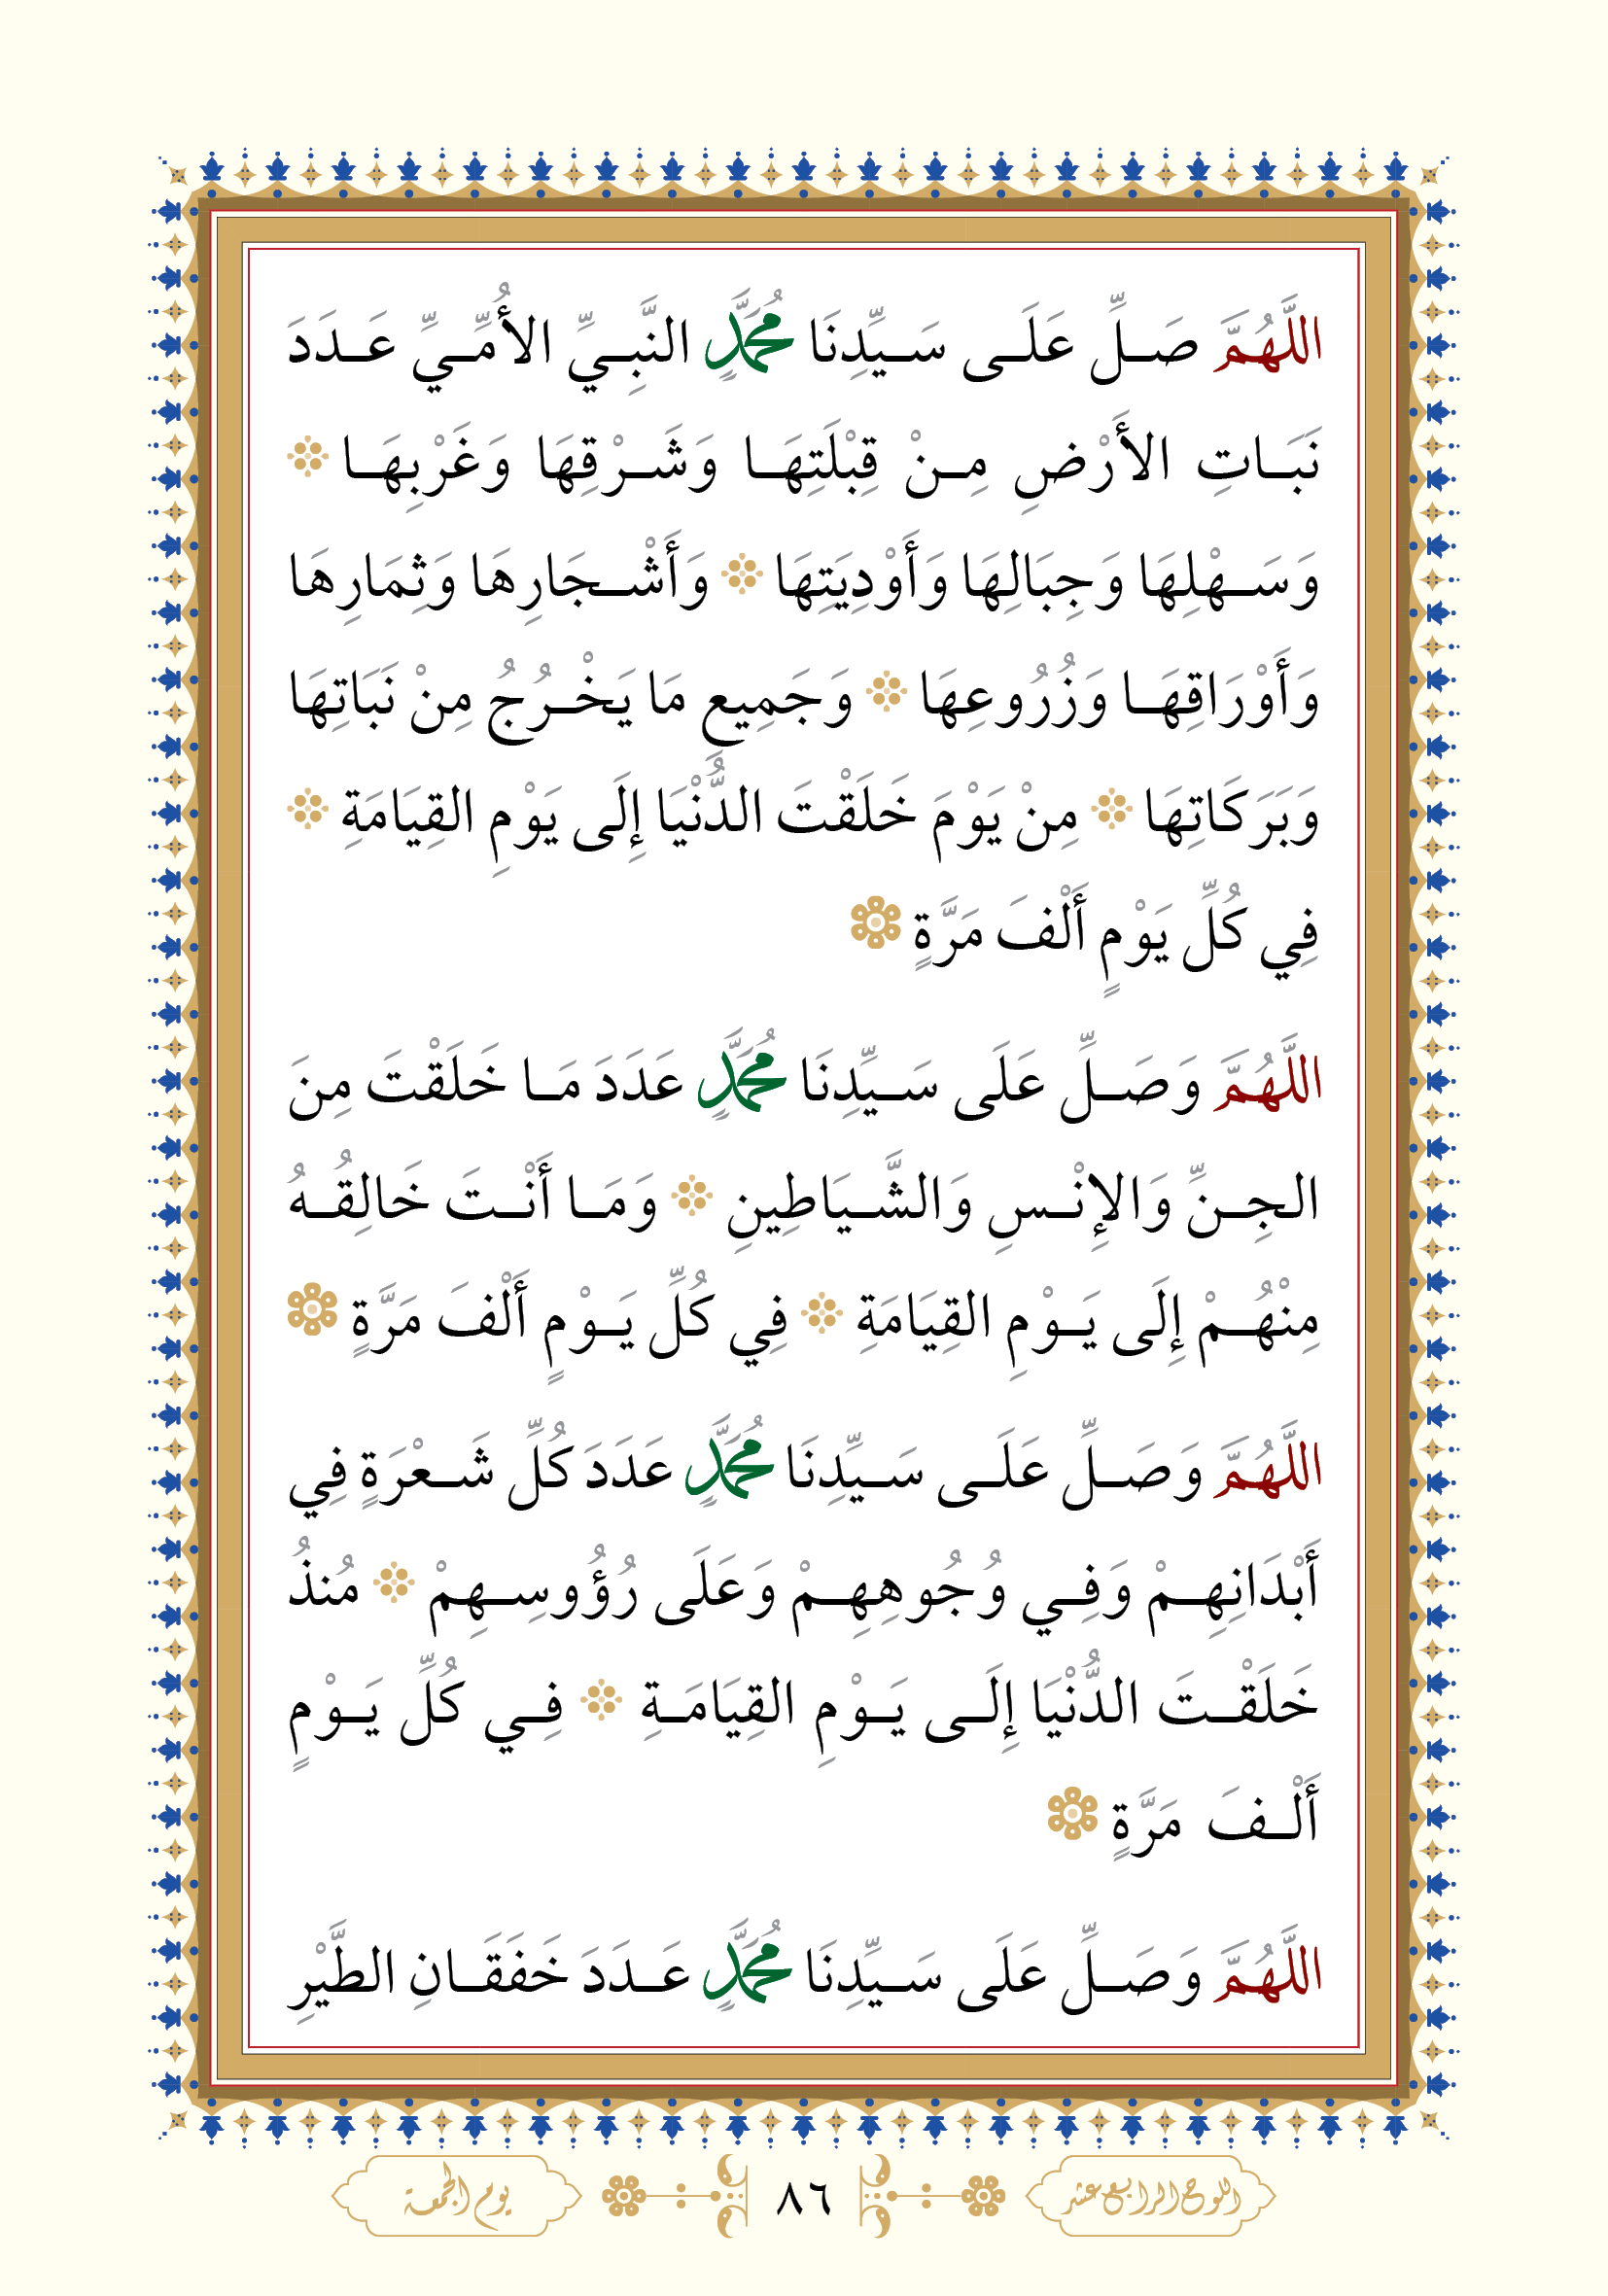 اللَّهُمَّ صَلِّ عَلَى سَيِّدِنَا مُحَمَّدٍ النَّبِيِّ الأُمِّيِّ عَدَدَ
نَبَاتِ الأَرْضِ مِنْ قِبْلَتِهَا وَشَرْقِهَا وَغَرْبِهَا
وَسَهْلِهَا وَجِبَالِهَا وَأَوْدِيَتِهَا وَأَشْجَارِهَا وَثِمَارِهَا
وَأَوْرَاقِهَا وَزُرُوعِهَا وَجَمِيعِ مَا يَخْرُجُ مِنْ نَبَاتِهَا
وَبَرَكَاتِهَا مِنْ يَوْمَ خَلَقْتَ الدُّنْيَا إِلَى يَوْمِ القِيَامَةِ
فِي كُلِّ يَوْمٍ أَلْفَ مَرَّةٍ
اللَّهُمَّ وَصَلِّ عَلَى سَيِّدِنَا مُحَمَّدٍ عَدَدَ مَا خَلَقْتَ مِنَ
الجِنِّ وَالإِنْسِ وَالشَّيَاطِينِ وَمَا أَنْتَ خَالِقُهُ
مِنْهُمْ إِلَى يَوْمِ القِيَامَةِ فِي كُلِّ يَوْمٍ أَلْفَ مَرَّةٍ
اللَّهُمَّ وَصَلِّ عَلَى سَيِّدِنَا مُحَمَّدٍ عَدَدَ كُلِّ شَعْرَةٍ فِي
أَبْدَانِهِمْ وَفِي وُجُوهِهِمْ وَعَلَى رُؤُوسِهِمْ مُنذُ
خَلَقْتَ الدُّنْيَا إِلَى يَوْمِ القِيَامَةِ فِي كُلِّ يَوْمٍ
أَلْفَ مَرَّةٍ
اللَّهُمَّ وَصَلِّ عَلَى سَيِّدِنَا مُحَمَّدٍ عَدَدَ خَفَقَانِ الطَّيْرِ
اللوح الرابع عشر ٨٦ يوم الجمعة